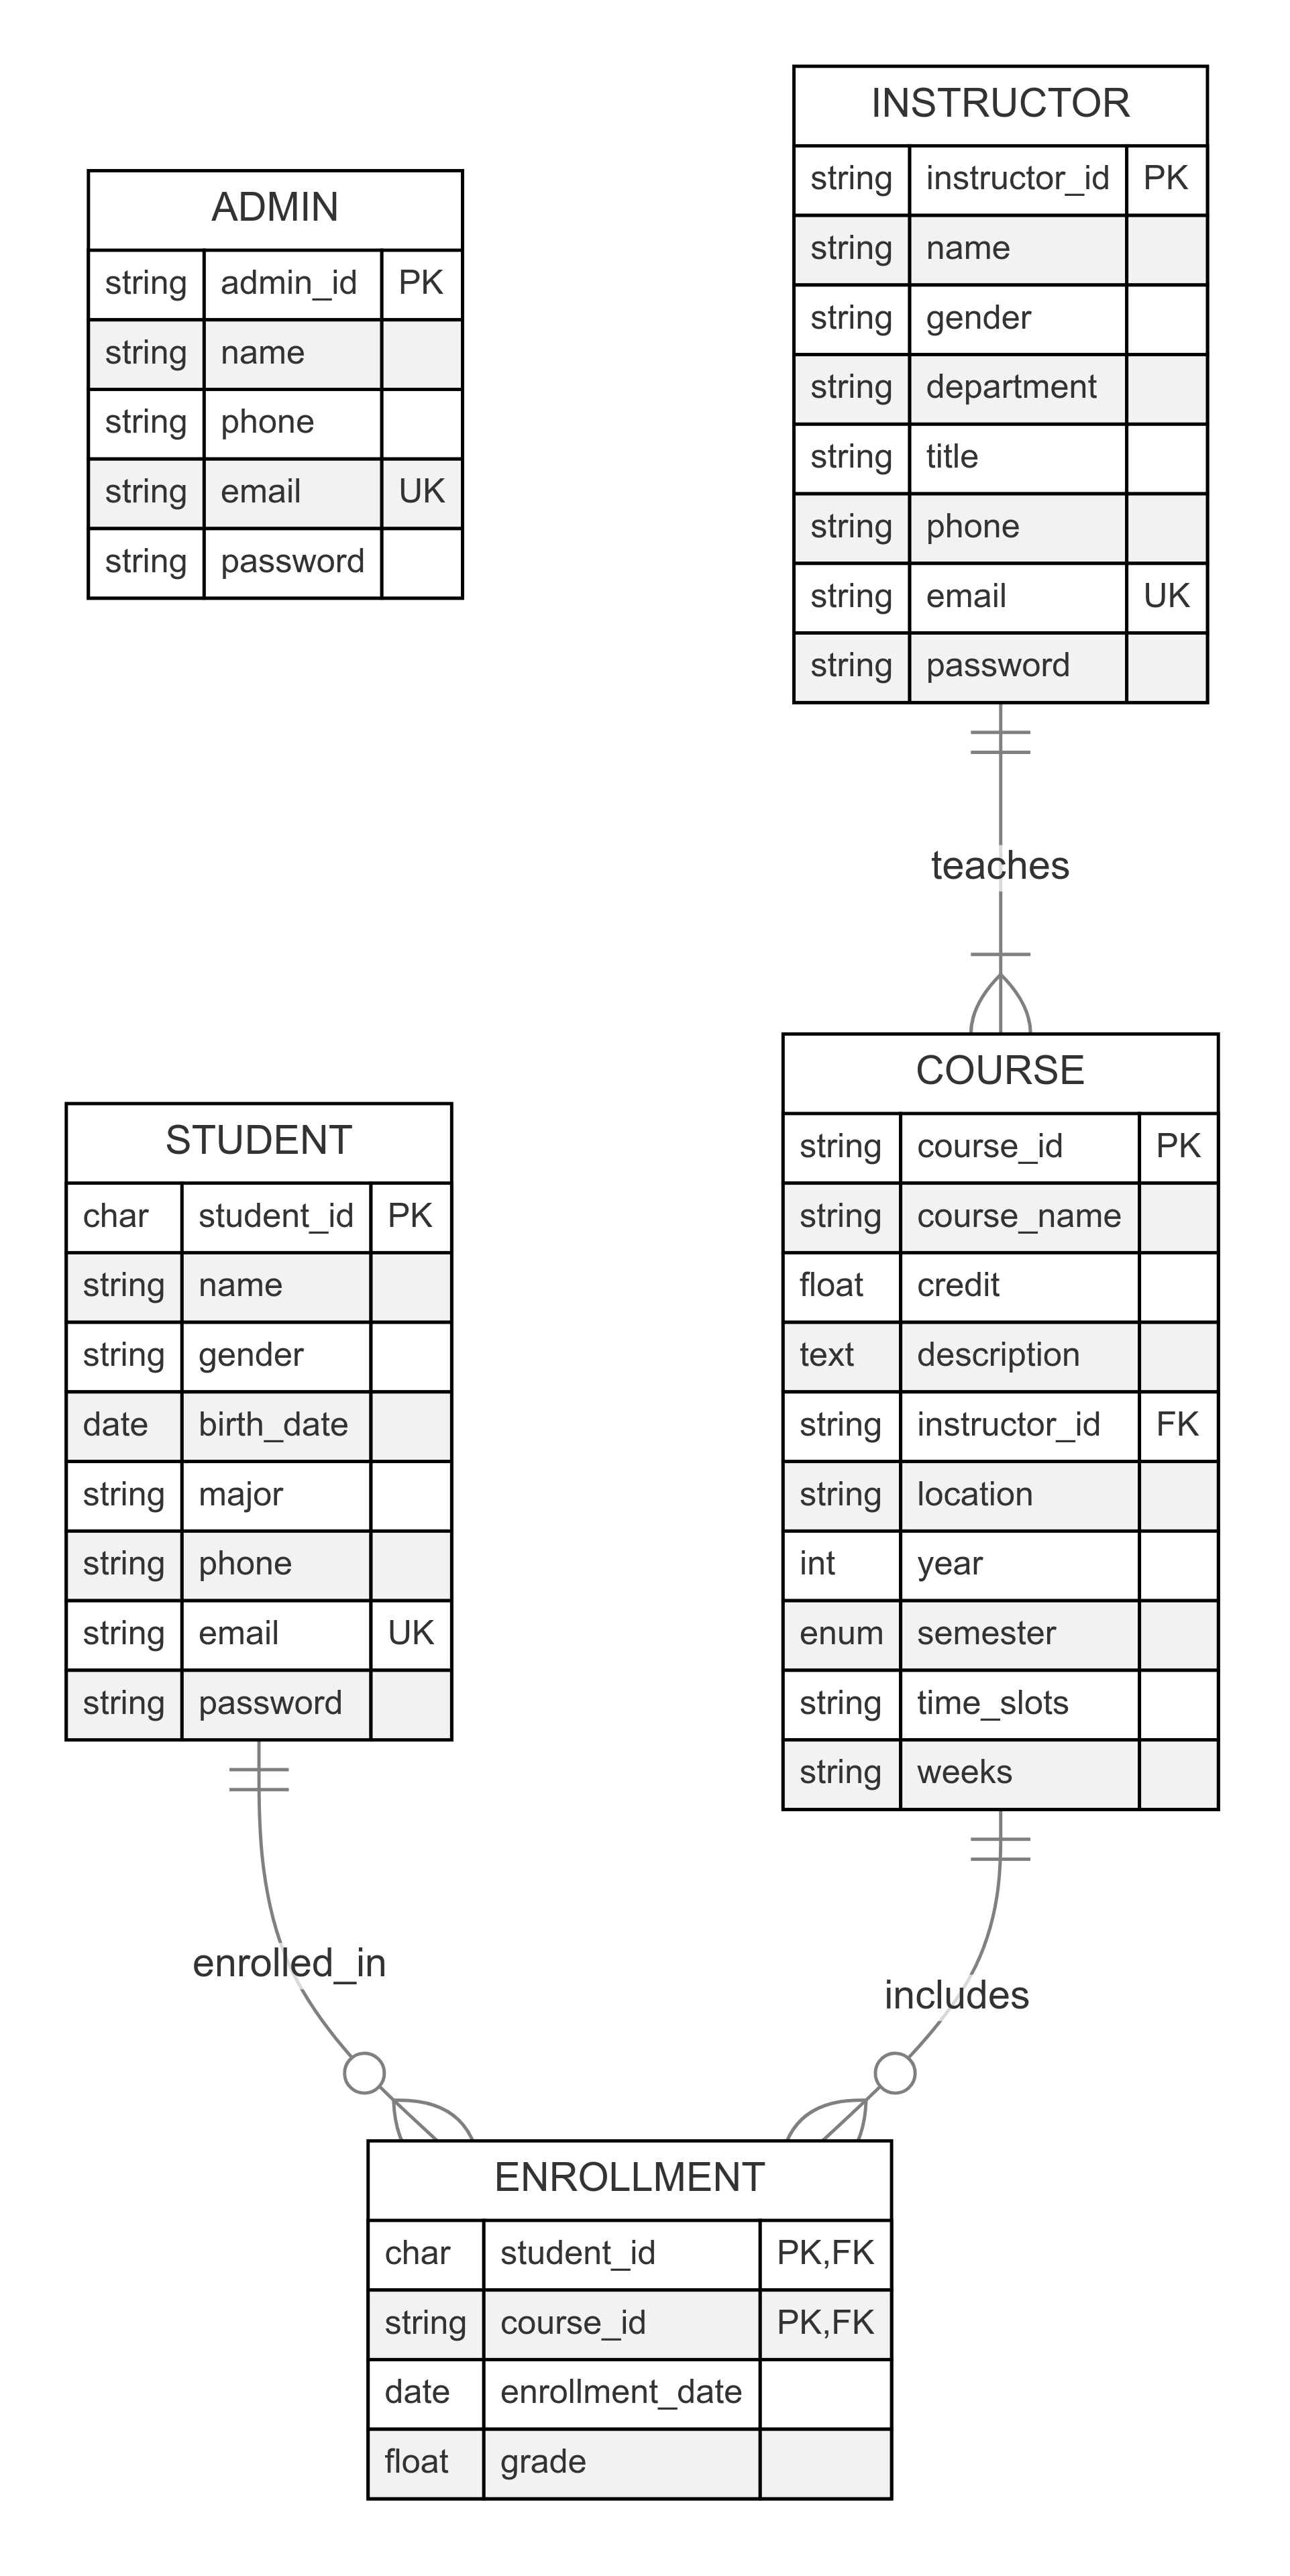 ADMIN
string admin_id PK
string name
string phone
string email UK
string password
INSTRUCTOR
string instructor_id PK
string name
string gender
string department
string title
string phone
string email UK
string password
teaches
STUDENT
char student_id PK
string name
string gender
date birth_date
string major
string phone
string email UK
string password
COURSE
string course_id PK
string course_name
float credit
text description
string instructor_id FK
string location
int year
enum semester
string time_slots
string weeks
enrolled_in
includes
ENROLLMENT
char student_id PK,FK
string course_id PK,FK
date enrollment_date
float grade